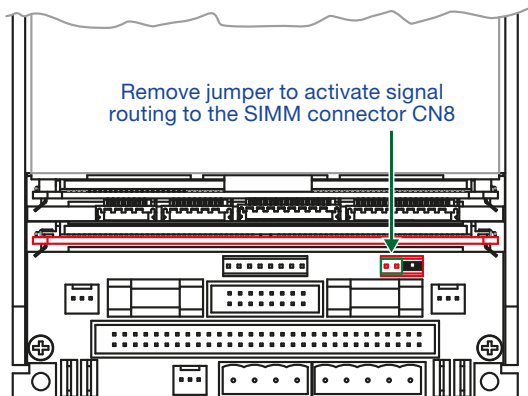 Remove jumper to activate signal
routing to the SIMM connector CN8